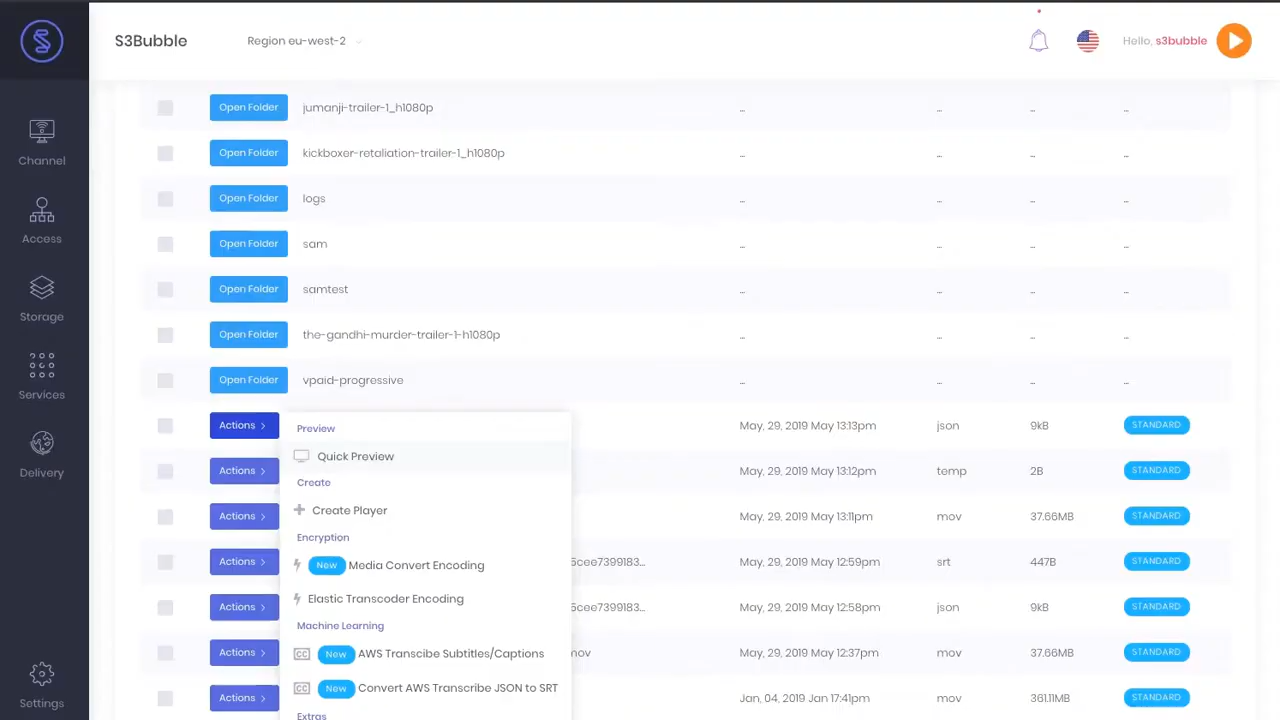 S3Bubble Region eu-west-2 Hello, s3bubble
Channel
Access
Storage
Services
Delivery
Settings
Open Folder jumanji-trailer-1_h1080p .. .. .. ..
Open Folder kickboxer-retaliation-trailer-1_h1080p .. .. .. ..
Open Folder logs .. .. .. ..
Open Folder sam .. .. .. ..
Open Folder samtest .. .. .. ..
Open Folder the-gandhi-murder-trailer-1-h1080p .. .. .. ..
Open Folder vpaid-progressive .. .. .. ..
Actions > May, 29, 2019 May 13:13pm json 9kB STANDARD
Actions > May, 29, 2019 May 13:12pm temp 2B STANDARD
Actions > May, 29, 2019 May 13:11pm mov 37.66MB STANDARD
Actions > 5cee7399183... May, 29, 2019 May 12:59pm srt 447B STANDARD
Actions > 5cee7399183... May, 29, 2019 May 12:58pm json 9kB STANDARD
Actions > mov May, 29, 2019 May 12:37pm mov 37.66MB STANDARD
Actions > Jan, 04, 2019 Jan 17:41pm mov 361.11MB STANDARD
Preview
Quick Preview
Create
Create Player
Encryption
New Media Convert Encoding
Elastic Transcoder Encoding
Machine Learning
CC New AWS Transcibe Subtitles/Captions
CC New Convert AWS Transcribe JSON to SRT
Extras